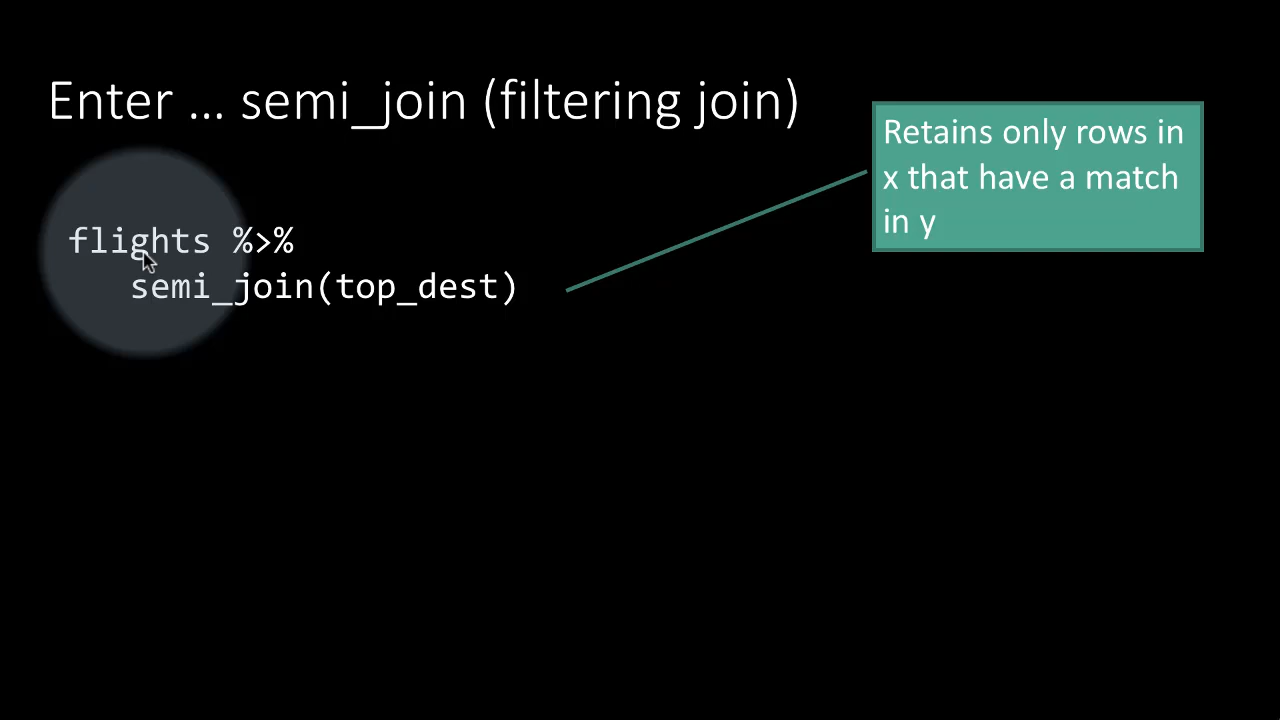 Enter … semi_join (filtering join)
Retains only rows in
x that have a match
in y
flights %>%
semi_join(top_dest)